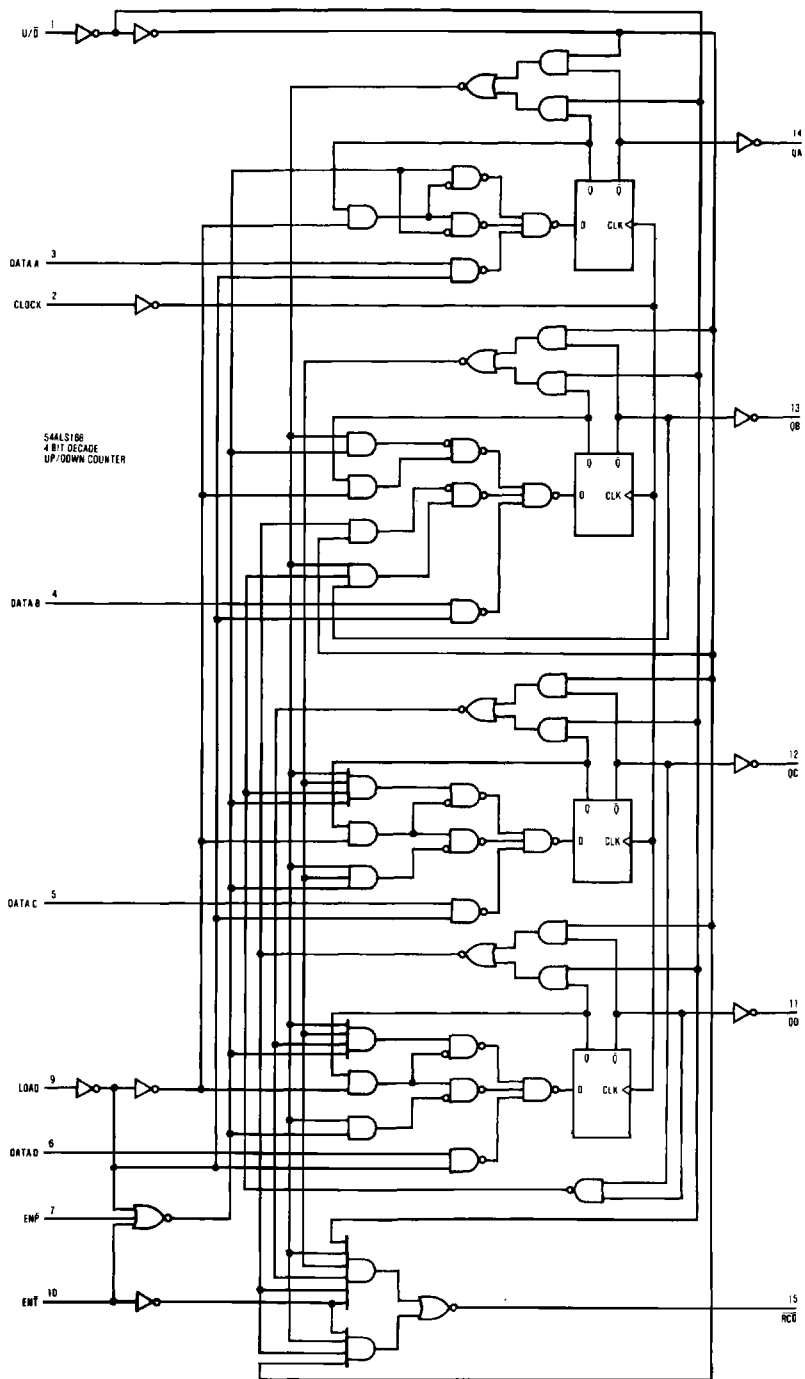 U/D̅ 1
14
QA
Q Q̅
D CLK
DATA A 3
CLOCK 2
13
QB
54ALS168
4 BIT DECADE
UP/DOWN COUNTER
Q Q̅
D CLK
DATA B 4
12
QC
Q Q̅
D CLK
DATA C 5
11
QD
Q Q̅
D CLK
LOAD 9
DATA D 6
ENP̅ 7
ENT̅ 10
15
R̅C̅O̅